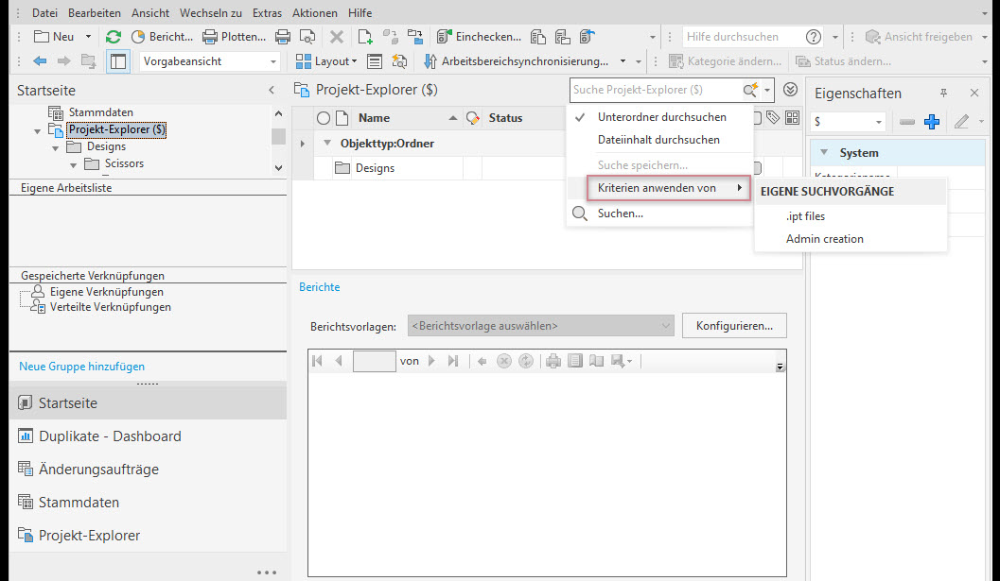 Datei Bearbeiten Ansicht Wechseln zu Extras Aktionen Hilfe
Neu Bericht... Plotten... Einchecken... Hilfe durchsuchen Ansicht freigeben
Vorgabeansicht Layout Arbeitsbereichsynchronisierung... Kategorie ändern... Status ändern...
Startseite
Stammdaten
Projekt-Explorer ($)
Designs
Scissors
Eigene Arbeitsliste
Gespeicherte Verknüpfungen
Eigene Verknüpfungen
Verteilte Verknüpfungen
Neue Gruppe hinzufügen
Startseite
Duplikate - Dashboard
Änderungsaufträge
Stammdaten
Projekt-Explorer
Projekt-Explorer ($)
Suche Projekt-Explorer ($)
Name Status
Objekttyp:Ordner
Designs
Unterordner durchsuchen
Dateiinhalt durchsuchen
Suche speichern...
Kriterien anwenden von
Suchen...
EIGENE SUCHVORGÄNGE
.ipt files
Admin creation
Berichte
Berichtsvorlagen: <Berichtsvorlage auswählen> Konfigurieren...
von
Eigenschaften
$
System
Kategoriename